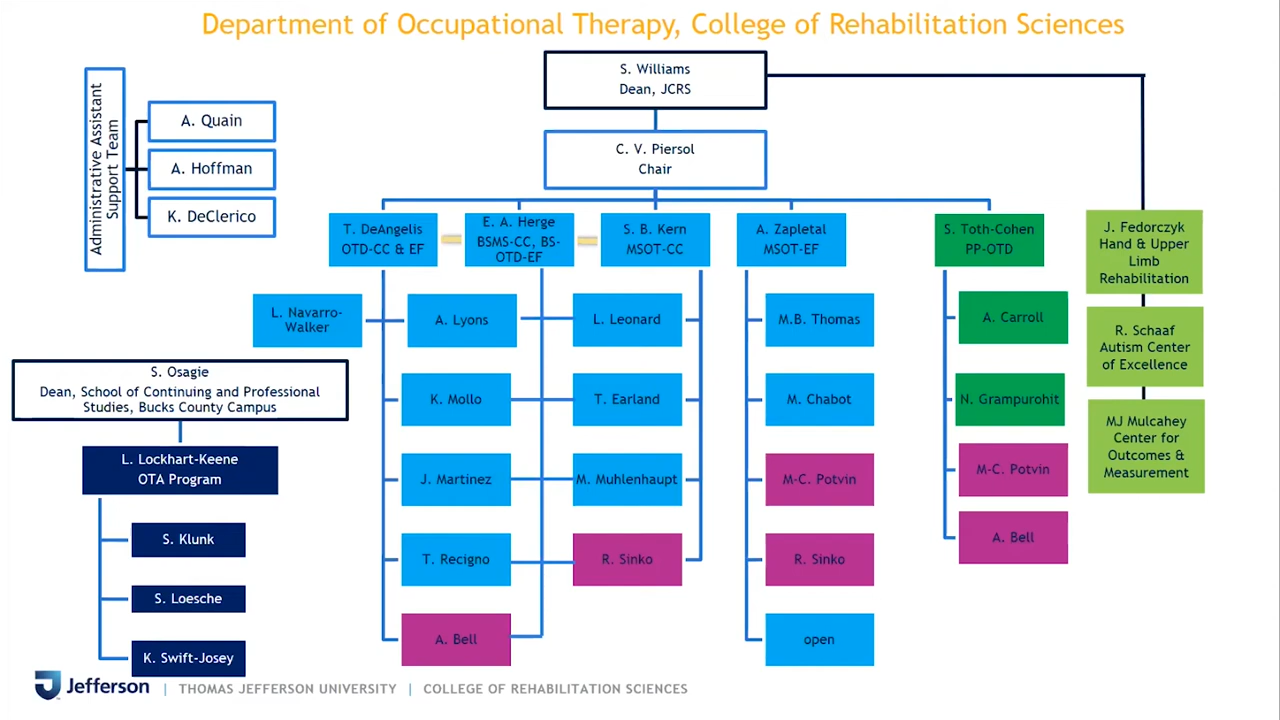 Department of Occupational Therapy, College of Rehabilitation Sciences
S. Williams
Dean, JCRS
C. V. Piersol
Chair
Administrative Assistant
Support Team
A. Quain
A. Hoffman
K. DeClerico
T. DeAngelis
OTD-CC & EF
E. A. Herge
BSMS-CC, BS-
OTD-EF
S. B. Kern
MSOT-CC
A. Zapletal
MSOT-EF
S. Toth-Cohen
PP-OTD
J. Fedorczyk
Hand & Upper
Limb
Rehabilitation
R. Schaaf
Autism Center
of Excellence
MJ Mulcahey
Center for
Outcomes &
Measurement
L. Navarro-
Walker
A. Lyons
L. Leonard
M.B. Thomas
A. Carroll
K. Mollo
T. Earland
M. Chabot
N. Grampurohit
J. Martinez
M. Muhlenhaupt
M-C. Potvin
M-C. Potvin
T. Recigno
R. Sinko
R. Sinko
A. Bell
A. Bell
open
S. Osagie
Dean, School of Continuing and Professional
Studies, Bucks County Campus
L. Lockhart-Keene
OTA Program
S. Klunk
S. Loesche
K. Swift-Josey
Jefferson | THOMAS JEFFERSON UNIVERSITY | COLLEGE OF REHABILITATION SCIENCES